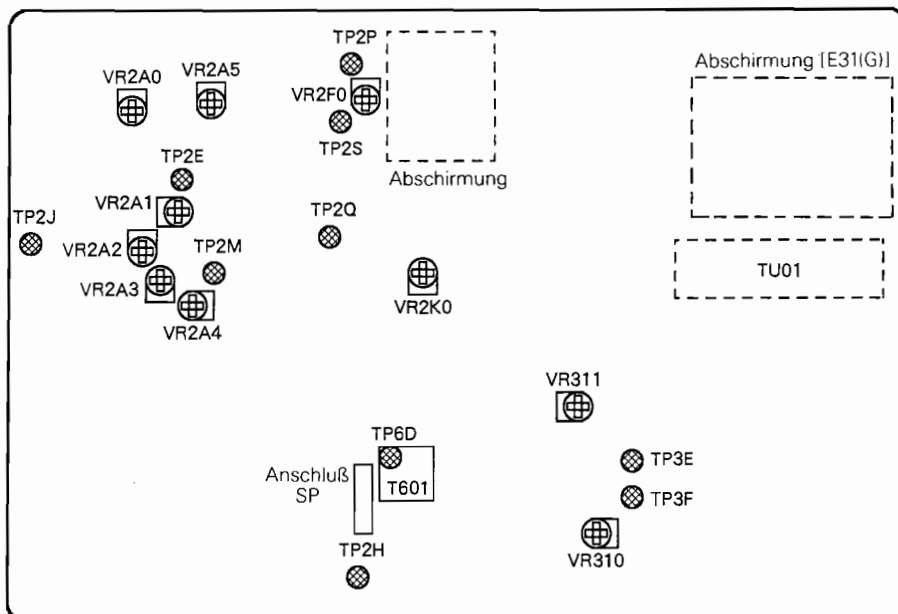 TP2P
Abschirmung [E31(G)]
VR2A0
VR2A5
VR2F0
TP2S
TP2E
Abschirmung
VR2A1
TP2J
TP2Q
VR2A2
TP2M
TU01
VR2A3
VR2K0
VR2A4
VR311
TP6D
Anschluß
SP
T601
TP3E
TP3F
TP2H
VR310